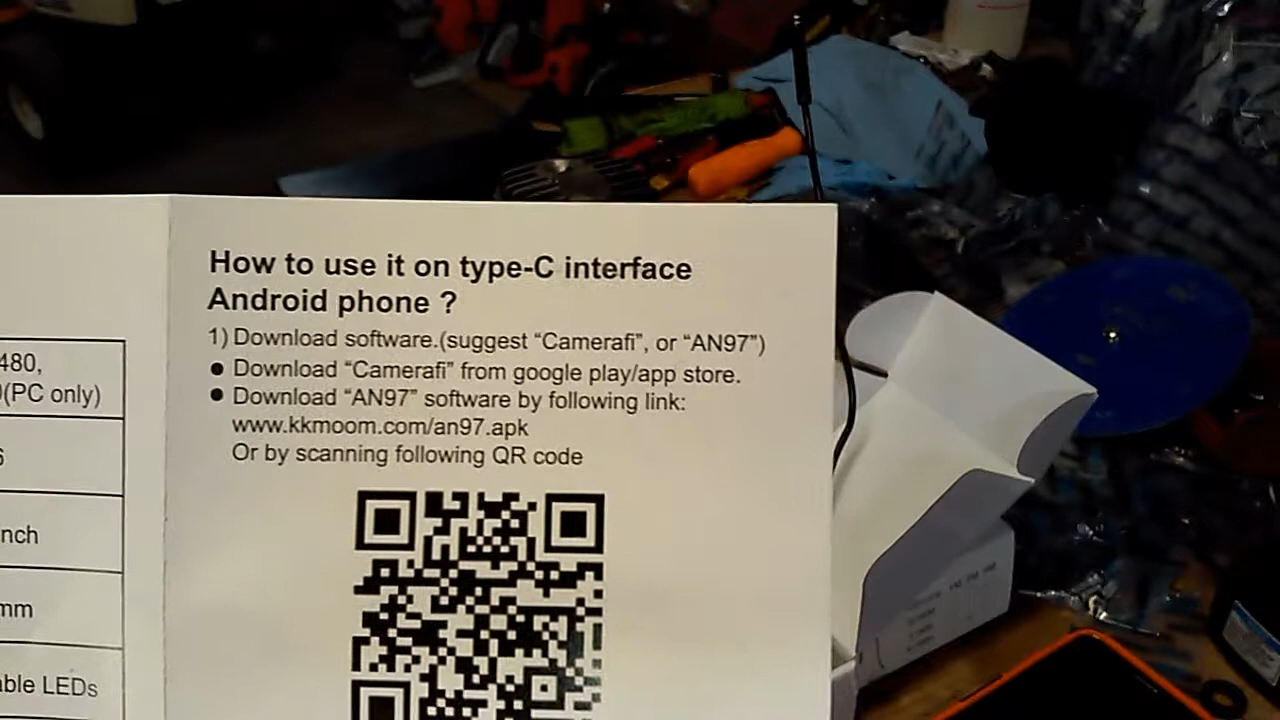 How to use it on type-C interface
Android phone ?
1) Download software.(suggest “Camerafi”, or “AN97”)
● Download “Camerafi” from google play/app store.
● Download “AN97” software by following link:
www.kkmoom.com/an97.apk
Or by scanning following QR code
480,
(PC only)
nch
mm
able LEDs